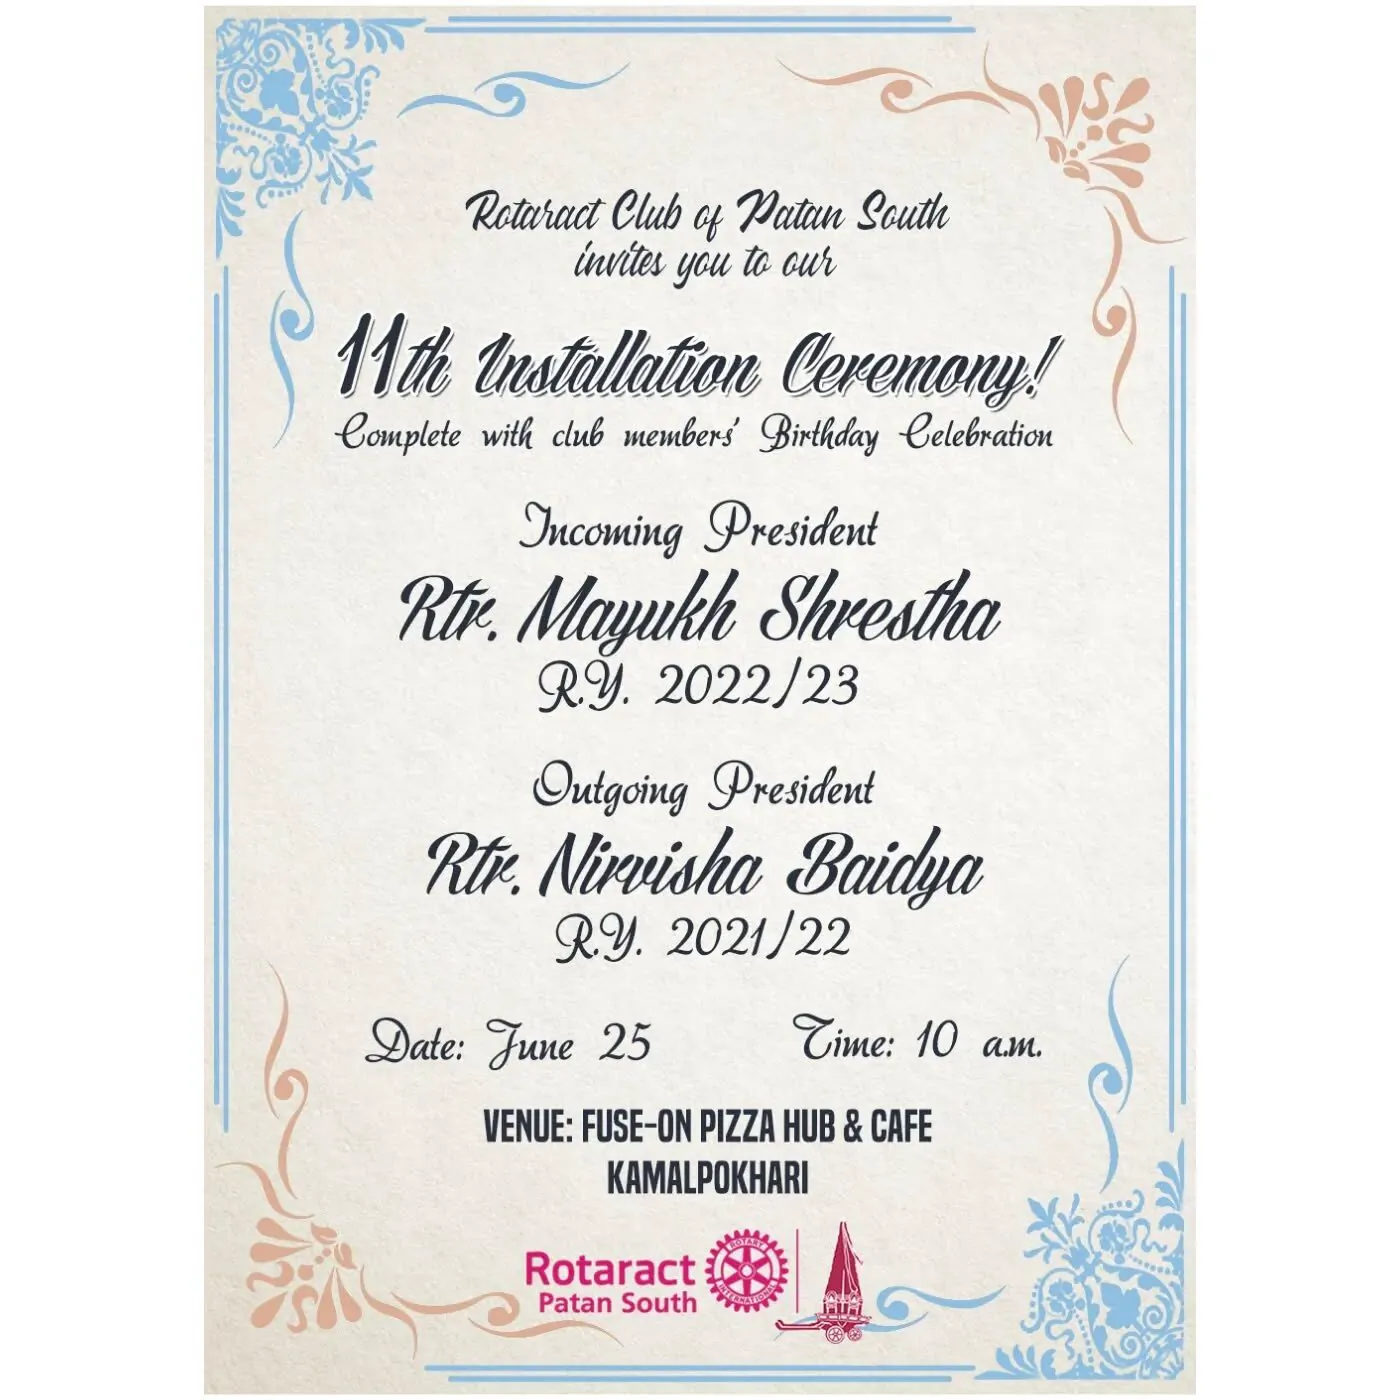 Rotaract Club of Patan South
invites you to our
11th Installation Ceremony!
Complete with club members' Birthday Celebration
Incoming President
Rtr. Mayukh Shrestha
R.Y. 2022/23
Outgoing President
Rtr. Nirvisha Baidya
R.Y. 2021/22
Date: June 25 Time: 10 a.m.
VENUE: FUSE-ON PIZZA HUB & CAFE
KAMALPOKHARI
Rotaract
Patan South
ROTARY
INTERNATIONAL